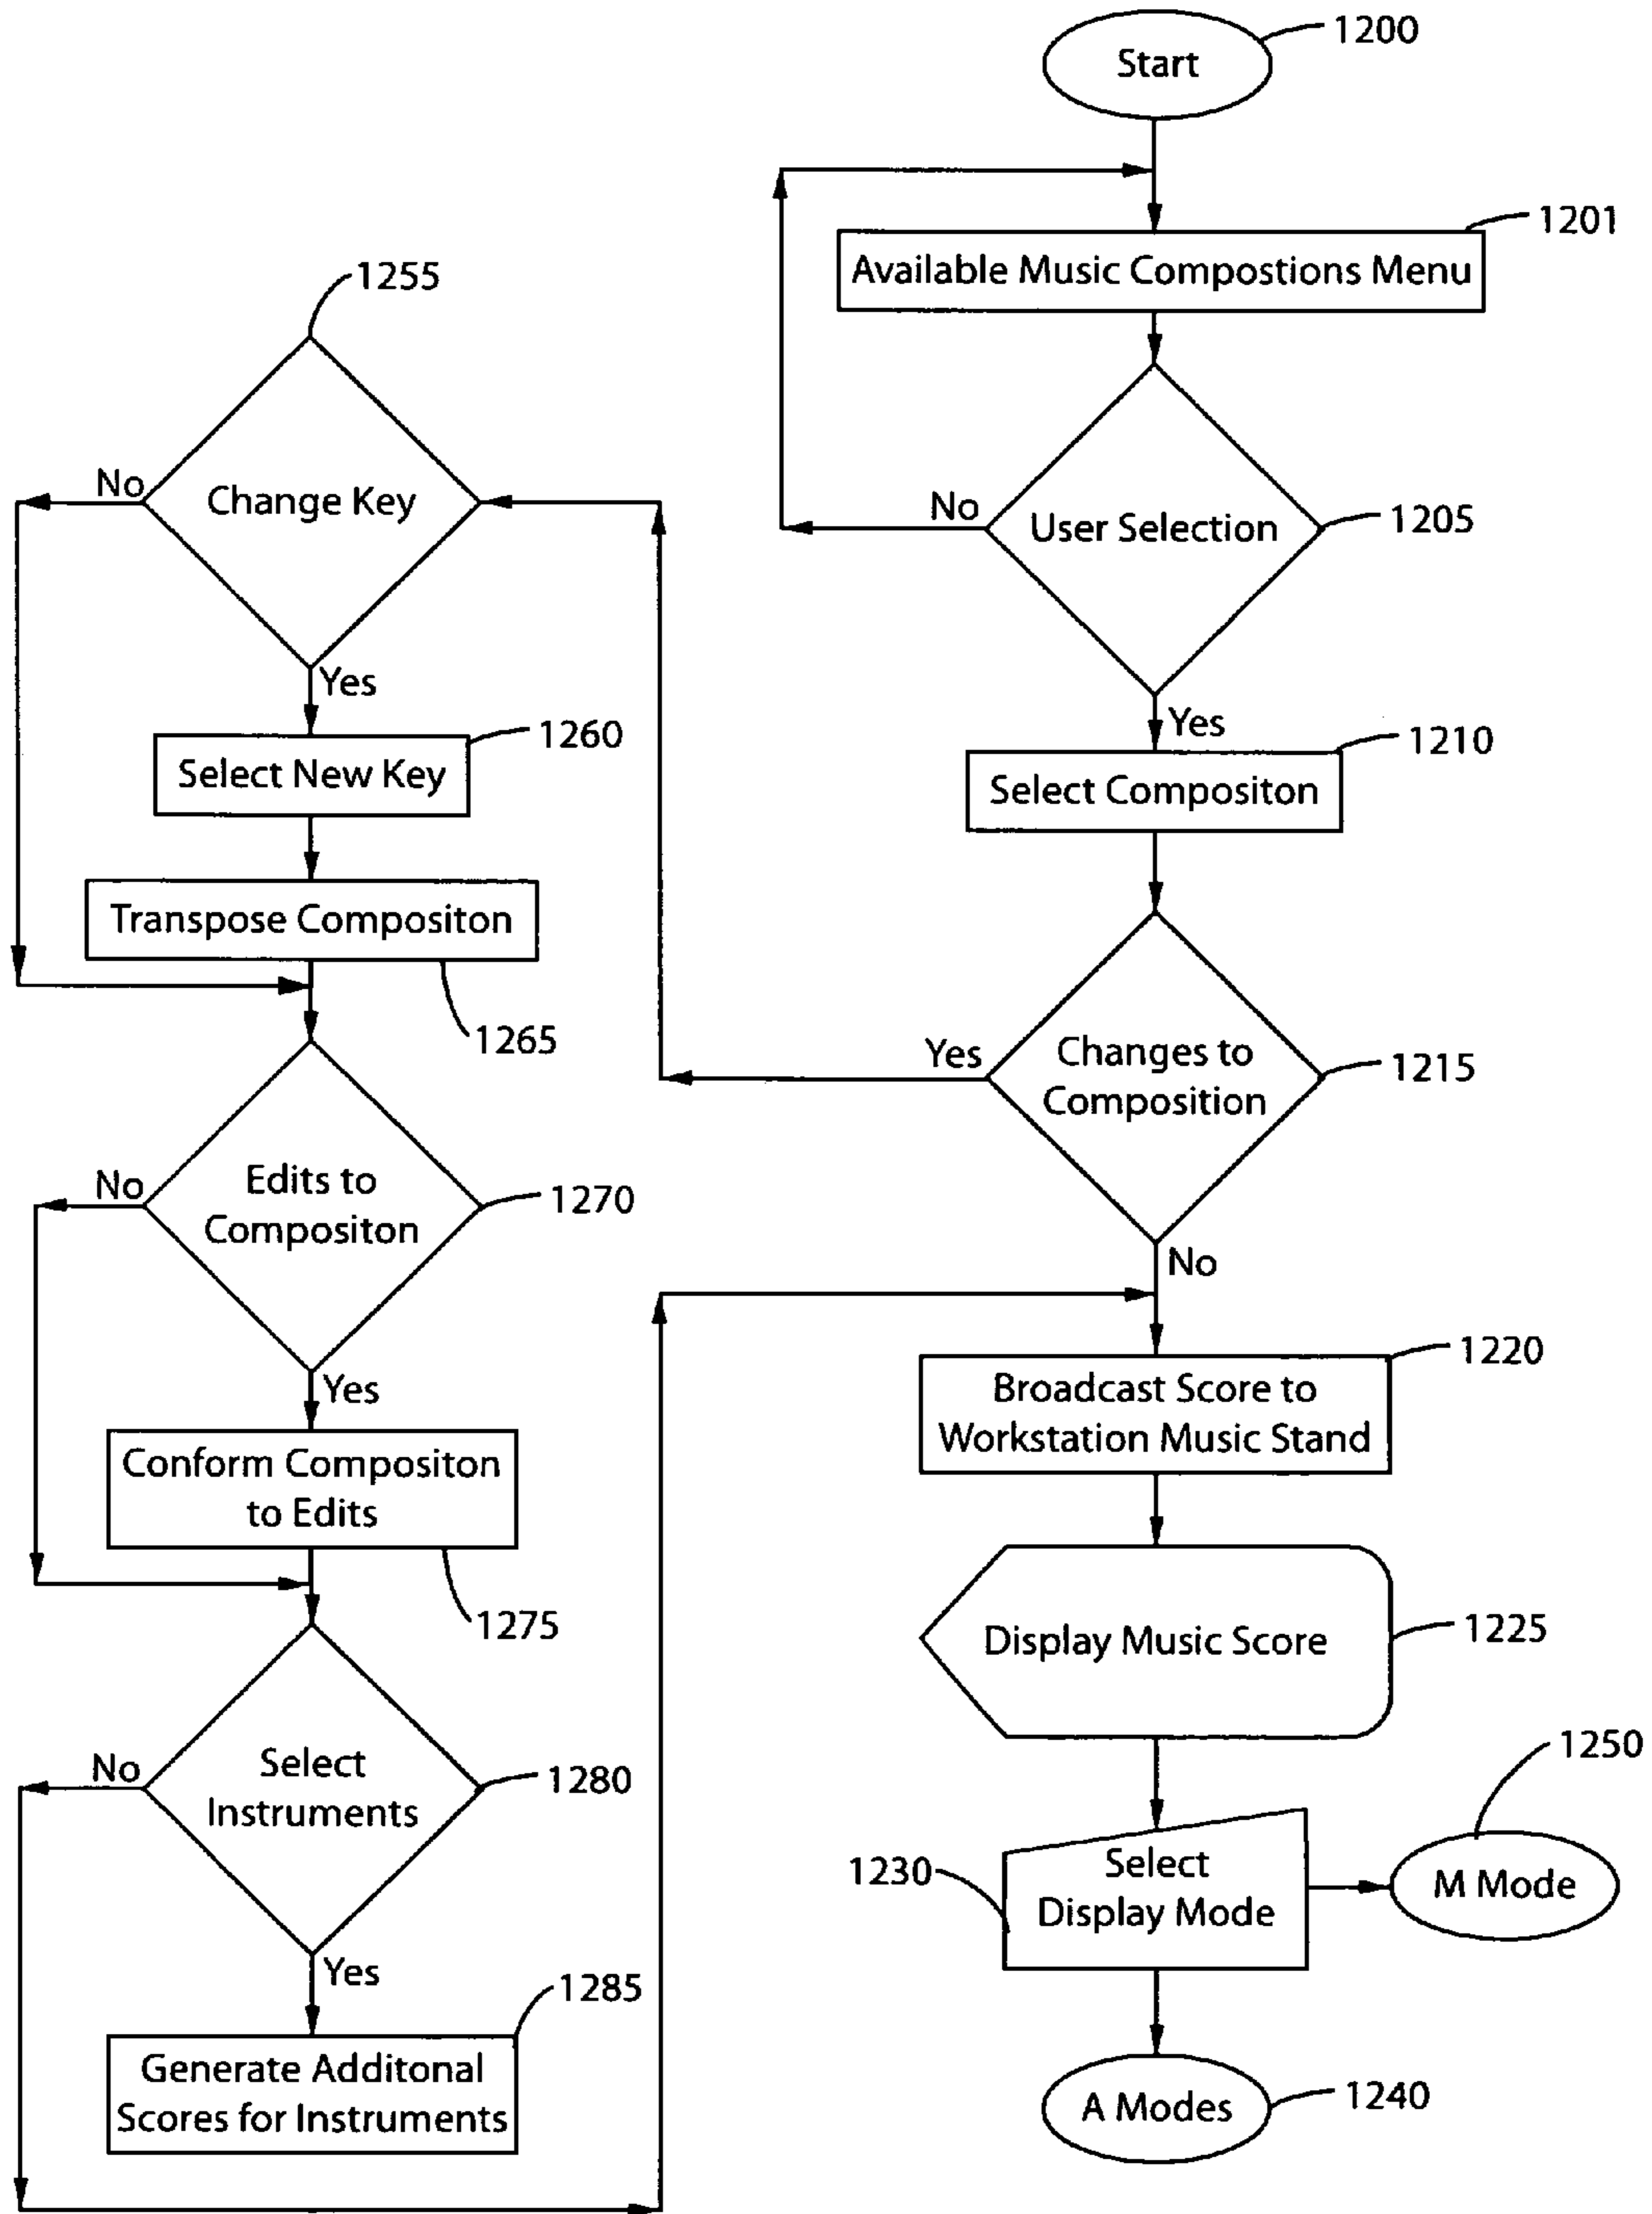 Start
1200
Available Music Compostions Menu
1201
User Selection
1205
No
Yes
Select Compositon
1210
Changes to
Composition
1215
Yes
No
Broadcast Score to
Workstation Music Stand
1220
Display Music Score
1225
Select
Display Mode
1230
M Mode
1250
A Modes
1240
Change Key
1255
No
Yes
Select New Key
1260
Transpose Compositon
1265
Edits to
Compositon
1270
No
Yes
Conform Compositon
to Edits
1275
Select
Instruments
1280
No
Yes
Generate Additonal
Scores for Instruments
1285